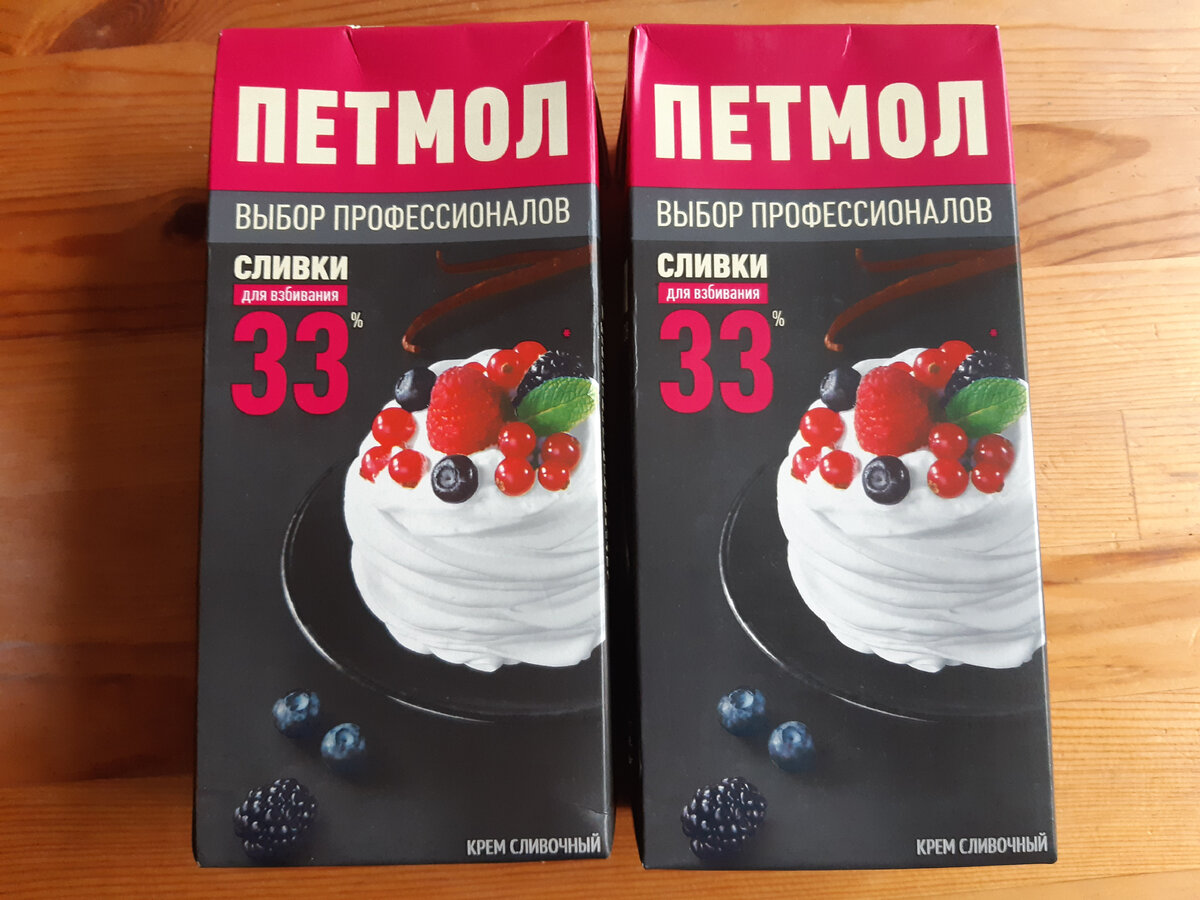 ПЕТМОЛ
ВЫБОР ПРОФЕССИОНАЛОВ
СЛИВКИ
для взбивания
33%
*
КРЕМ СЛИВОЧНЫЙ
ПЕТМОЛ
ВЫБОР ПРОФЕССИОНАЛОВ
СЛИВКИ
для взбивания
33%
*
КРЕМ СЛИВОЧНЫЙ